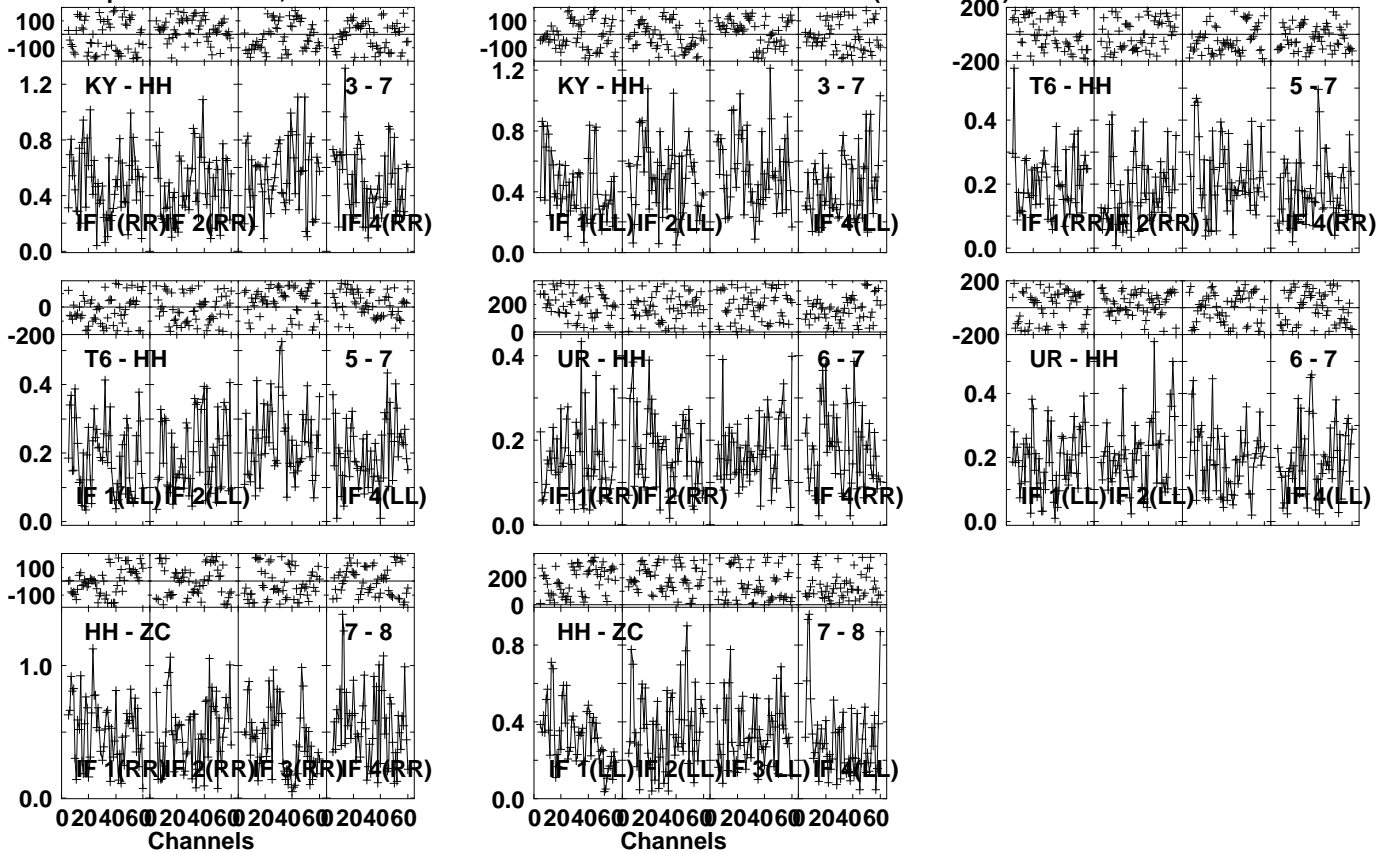 100
-100
1.2
0.8
0.4
0.0
KY - HH
3 - 7
IF 1(RR)
IF 2(RR)
IF 4(RR)
100
-100
1.2
0.8
0.4
0.0
KY - HH
3 - 7
IF 1(LL)
IF 2(LL)
IF 4(LL)
200
-200
0.4
0.2
0.0
T6 - HH
5 - 7
IF 1(RR)
IF 2(RR)
IF 4(RR)
0
-200
0.4
0.2
0.0
T6 - HH
5 - 7
IF 1(LL)
IF 2(LL)
IF 4(LL)
200
0
0.4
0.2
0.0
UR - HH
6 - 7
IF 1(RR)
IF 2(RR)
IF 4(RR)
200
-200
0.4
0.2
0.0
UR - HH
6 - 7
IF 1(LL)
IF 2(LL)
IF 4(LL)
100
-100
1.0
0.0
HH - ZC
7 - 8
IF 1(RR)
IF 2(RR)
IF 3(RR)
IF 4(RR)
0 20 40 60 0 20 40 60 0 20 40 60 0 20 40 60
Channels
200
0
0.8
0.4
0.0
HH - ZC
7 - 8
IF 1(LL)
IF 2(LL)
IF 3(LL)
IF 4(LL)
0 20 40 60 0 20 40 60 0 20 40 60 0 20 40 60
Channels